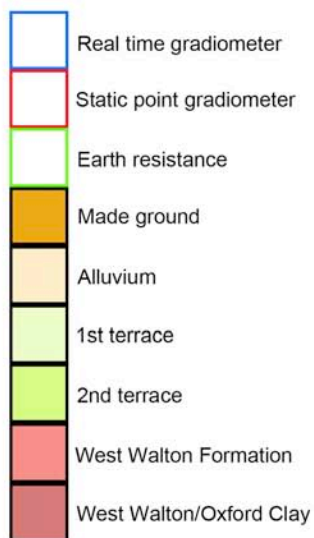 Real time gradiometer
Static point gradiometer
Earth resistance
Made ground
Alluvium
1st terrace
2nd terrace
West Walton Formation
West Walton/Oxford Clay